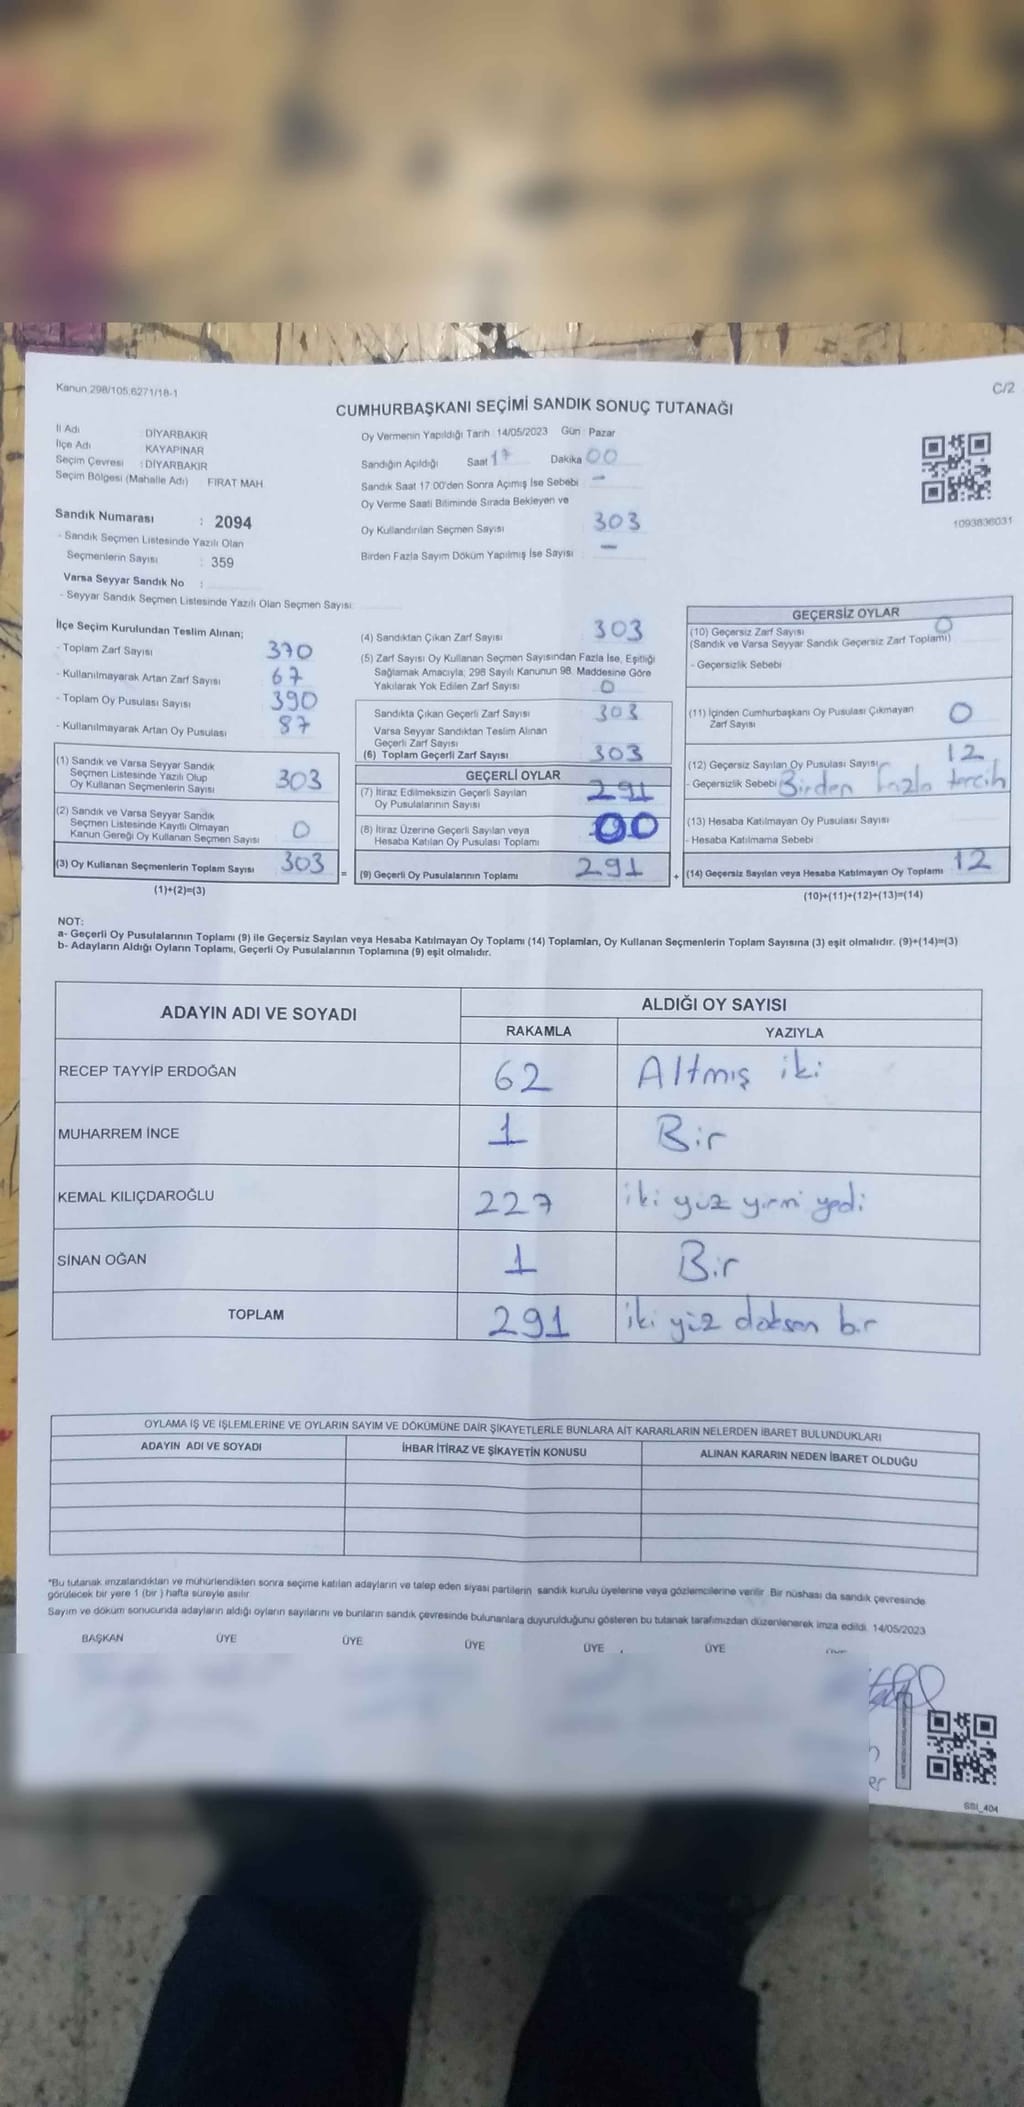 Kanun.298/105,6271/18-1
C/2
CUMHURBAŞKANI SEÇİMİ SANDIK SONUÇ TUTANAĞI
İl Adı : DİYARBAKIR
İlçe Adı : KAYAPINAR
Seçim Çevresi : DİYARBAKIR
Seçim Bölgesi (Mahalle Adı) FIRAT MAH
Sandık Numarası : 2094
- Sandık Seçmen Listesinde Yazılı Olan
Seçmenlerin Sayısı : 359
Varsa Seyyar Sandık No :
- Seyyar Sandık Seçmen Listesinde Yazılı Olan Seçmen Sayısı:
Oy Vermenin Yapıldığı Tarih : 14/05/2023 Gün : Pazar
Sandığın Açıldığı Saat 17 Dakika 00
Sandık Saat 17:00'den Sonra Açımış İse Sebebi : -
Oy Verme Saati Bitiminde Sırada Bekleyen ve
Oy Kullandırılan Seçmen Sayısı 303
Birden Fazla Sayım Döküm Yapılmış İse Sayısı -
1093836031
İlçe Seçim Kurulundan Teslim Alınan;
- Toplam Zarf Sayısı 370
- Kullanılmayarak Artan Zarf Sayısı 67
- Toplam Oy Pusulası Sayısı 390
- Kullanılmayarak Artan Oy Pusulası 87
(1) Sandık ve Varsa Seyyar Sandık
Seçmen Listesinde Yazılı Olup
Oy Kullanan Seçmenlerin Sayısı 303
(2) Sandık ve Varsa Seyyar Sandık
Seçmen Listesinde Kayıtlı Olmayan
Kanun Gereği Oy Kullanan Seçmen Sayısı 0
(3) Oy Kullanan Seçmenlerin Toplam Sayısı 303
(1)+(2)=(3)
(4) Sandıktan Çıkan Zarf Sayısı 303
(5) Zarf Sayısı Oy Kullanan Seçmen Sayısından Fazla İse, Eşitliği
Sağlamak Amacıyla; 298 Sayılı Kanunun 98. Maddesine Göre
Yakılarak Yok Edilen Zarf Sayısı 0
Sandıkta Çıkan Geçerli Zarf Sayısı 303
Varsa Seyyar Sandıktan Teslim Alınan
Geçerli Zarf Sayısı
(6) Toplam Geçerli Zarf Sayısı 303
GEÇERLİ OYLAR
(7) İtiraz Edilmeksizin Geçerli Sayılan
Oy Pusulalarının Sayısı 291
(8) İtiraz Üzerine Geçerli Sayılan veya
Hesaba Katılan Oy Pusulası Toplamı 00
= (9) Geçerli Oy Pusulalarının Toplamı 291 +
GEÇERSİZ OYLAR
(10) Geçersiz Zarf Sayısı 0
(Sandık ve Varsa Seyyar Sandık Geçersiz Zarf Toplamı)
- Geçersizlik Sebebi
(11) İçinden Cumhurbaşkanı Oy Pusulası Çıkmayan
Zarf Sayısı 0
(12) Geçersiz Sayılan Oy Pusulası Sayısı 12
- Geçersizlik Sebebi Birden fazla tercih
(13) Hesaba Katılmayan Oy Pusulası Sayısı
- Hesaba Katılmama Sebebi
(14) Geçersiz Sayılan veya Hesaba Katılmayan Oy Toplamı 12
(10)+(11)+(12)+(13)=(14)
NOT:
a- Geçerli Oy Pusulalarının Toplamı (9) ile Geçersiz Sayılan veya Hesaba Katılmayan Oy Toplamı (14) Toplamları, Oy Kullanan Seçmenlerin Toplam Sayısına (3) eşit olmalıdır. (9)+(14)=(3)
b- Adayların Aldığı Oyların Toplamı, Geçerli Oy Pusulalarının Toplamına (9) eşit olmalıdır.
ADAYIN ADI VE SOYADI ALDIĞI OY SAYISI
RAKAMLA YAZIYLA
RECEP TAYYİP ERDOĞAN 62 Altmış iki
MUHARREM İNCE 1 Bir
KEMAL KILIÇDAROĞLU 227 iki yüz yirmi yedi
SİNAN OĞAN 1 Bir
TOPLAM 291 iki yüz doksan bir
OYLAMA İŞ VE İŞLEMLERİNE VE OYLARIN SAYIM VE DÖKÜMÜNE DAİR ŞİKAYETLERLE BUNLARA AİT KARARLARIN NELERDEN İBARET BULUNDUKLARI
ADAYIN ADI VE SOYADI İHBAR İTİRAZ VE ŞİKAYETİN KONUSU ALINAN KARARIN NEDEN İBARET OLDUĞU
*Bu tutanak imzalandıktan ve mühürlendikten sonra seçime katılan adayların ve talep eden siyasi partilerin sandık kurulu üyelerine veya gözlemcilerine verilir. Bir nüshası da sandık çevresinde
görülecek bir yere 1 (bir) hafta süreyle asılır.
Sayım ve döküm sonucunda adayların aldığı oyların sayılarını ve bunların sandık çevresinde bulunanlara duyurulduğunu gösteren bu tutanak tarafımızdan düzenlenerek imza edildi. 14/05/2023
BAŞKAN ÜYE ÜYE ÜYE ÜYE ÜYE
SSI_404